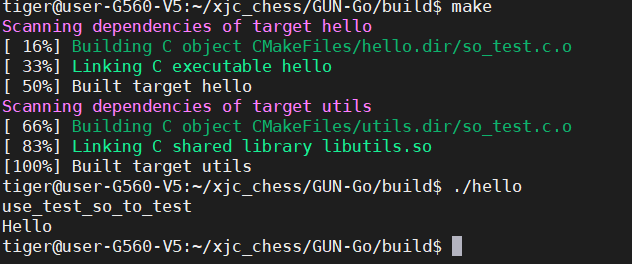 tiger@user-G560-V5:~/xjc_chess/GUN-Go/build$ make
Scanning dependencies of target hello
[ 16%] Building C object CMakeFiles/hello.dir/so_test.c.o
[ 33%] Linking C executable hello
[ 50%] Built target hello
Scanning dependencies of target utils
[ 66%] Building C object CMakeFiles/utils.dir/so_test.c.o
[ 83%] Linking C shared library libutils.so
[100%] Built target utils
tiger@user-G560-V5:~/xjc_chess/GUN-Go/build$ ./hello
use_test_so_to_test
Hello
tiger@user-G560-V5:~/xjc_chess/GUN-Go/build$